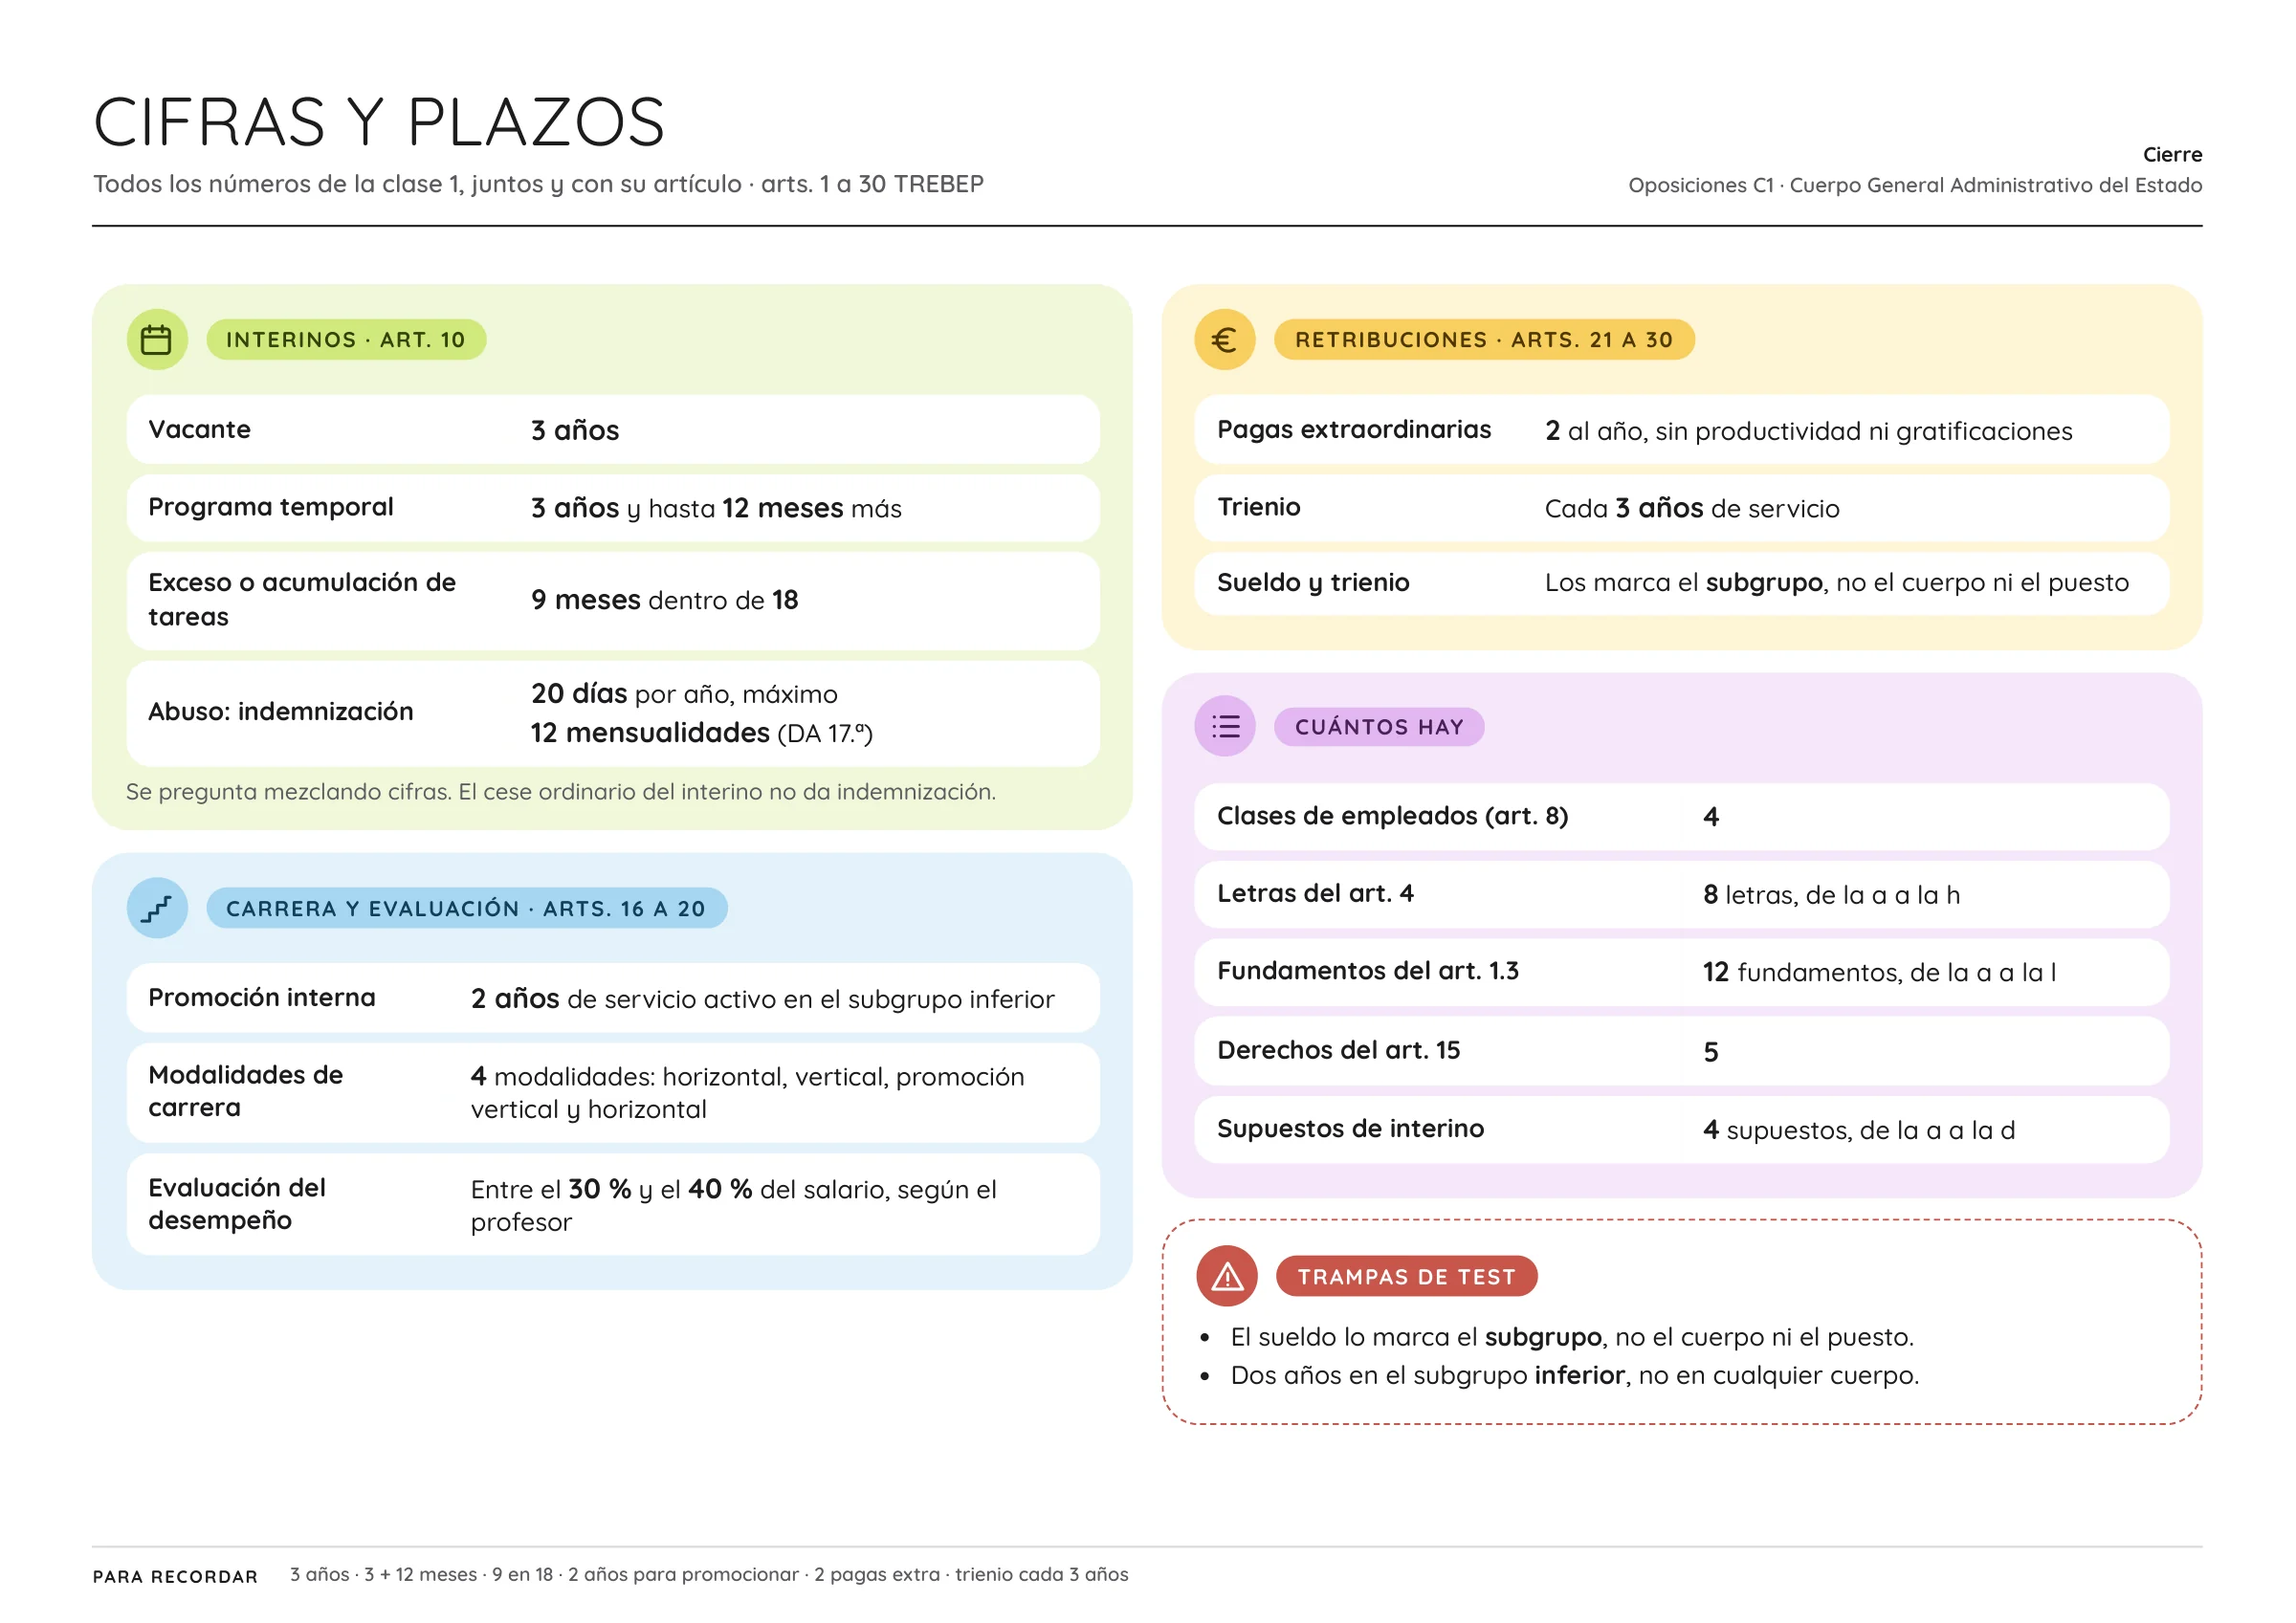 CIFRAS Y PLAZOS
Todos los números de la clase 1, juntos y con su artículo · arts. 1 a 30 TREBEP
Cierre
Oposiciones C1 · Cuerpo General Administrativo del Estado
INTERINOS · ART. 10
Vacante
3 años
Programa temporal
3 años y hasta 12 meses más
Exceso o acumulación de
tareas
9 meses dentro de 18
Abuso: indemnización
20 días por año, máximo
12 mensualidades (DA 17.ª)
Se pregunta mezclando cifras. El cese ordinario del interino no da indemnización.
CARRERA Y EVALUACIÓN · ARTS. 16 A 20
Promoción interna
2 años de servicio activo en el subgrupo inferior
Modalidades de
carrera
4 modalidades: horizontal, vertical, promoción
vertical y horizontal
Evaluación del
desempeño
Entre el 30 % y el 40 % del salario, según el
profesor
RETRIBUCIONES · ARTS. 21 A 30
Pagas extraordinarias
2 al año, sin productividad ni gratificaciones
Trienio
Cada 3 años de servicio
Sueldo y trienio
Los marca el subgrupo, no el cuerpo ni el puesto
CUÁNTOS HAY
Clases de empleados (art. 8)
4
Letras del art. 4
8 letras, de la a a la h
Fundamentos del art. 1.3
12 fundamentos, de la a a la l
Derechos del art. 15
5
Supuestos de interino
4 supuestos, de la a a la d
TRAMPAS DE TEST
• El sueldo lo marca el subgrupo, no el cuerpo ni el puesto.
• Dos años en el subgrupo inferior, no en cualquier cuerpo.
PARA RECORDAR
3 años · 3 + 12 meses · 9 en 18 · 2 años para promocionar · 2 pagas extra · trienio cada 3 años